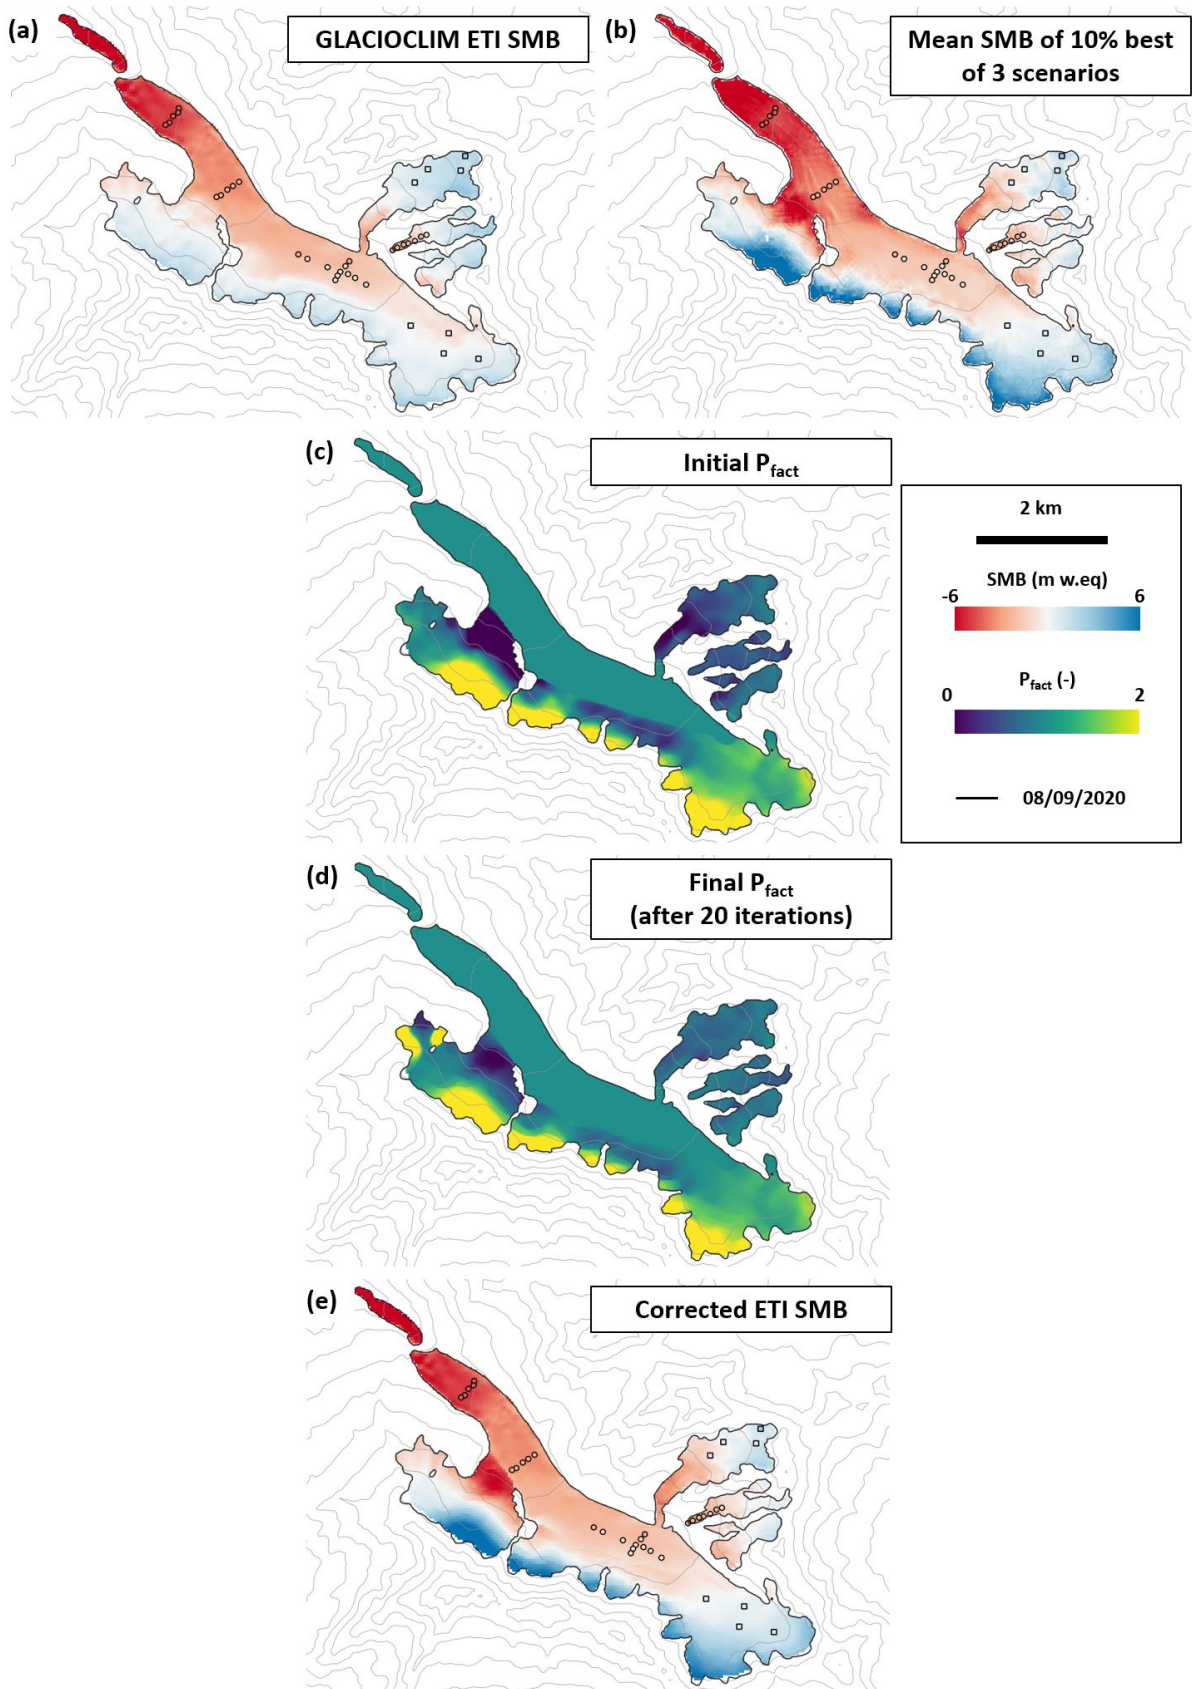 (a)
GLACIOCLIM ETI SMB
(b)
Mean SMB of 10% best
of 3 scenarios
(c)
Initial Pfact
2 km
SMB (m w.eq)
-6 6
Pfact (-)
0 2
08/09/2020
(d)
Final Pfact
(after 20 iterations)
(e)
Corrected ETI SMB